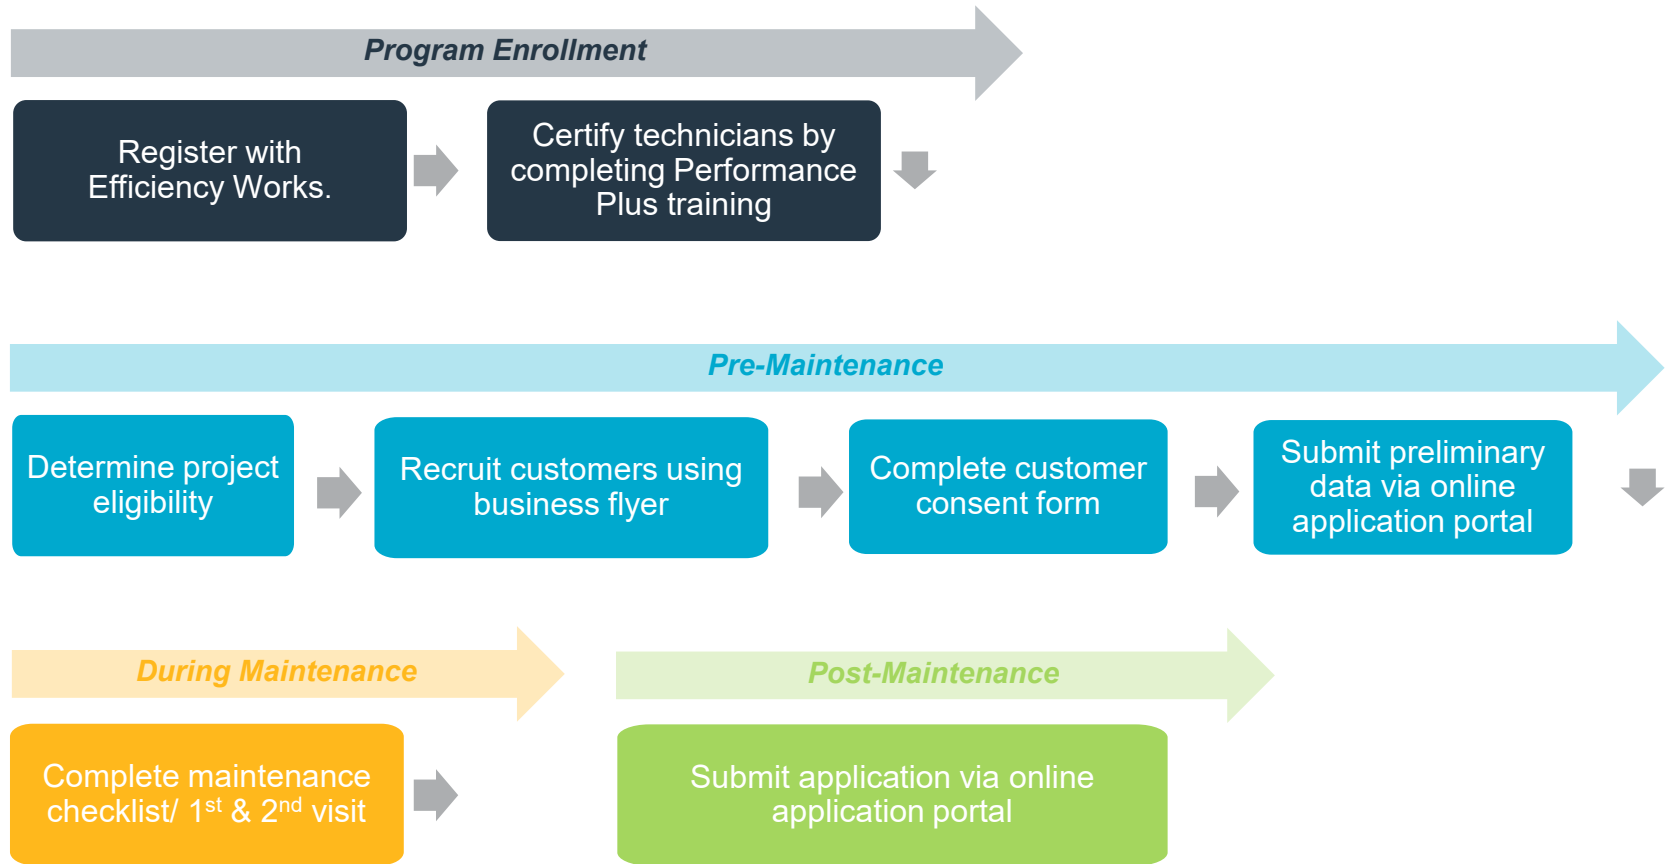 Program Enrollment
Register with
Efficiency Works.
Certify technicians by
completing Performance
Plus training
Pre-Maintenance
Determine project
eligibility
Recruit customers using
business flyer
Complete customer
consent form
Submit preliminary
data via online
application portal
During Maintenance
Complete maintenance
checklist/ 1st & 2nd visit
Post-Maintenance
Submit application via online
application portal